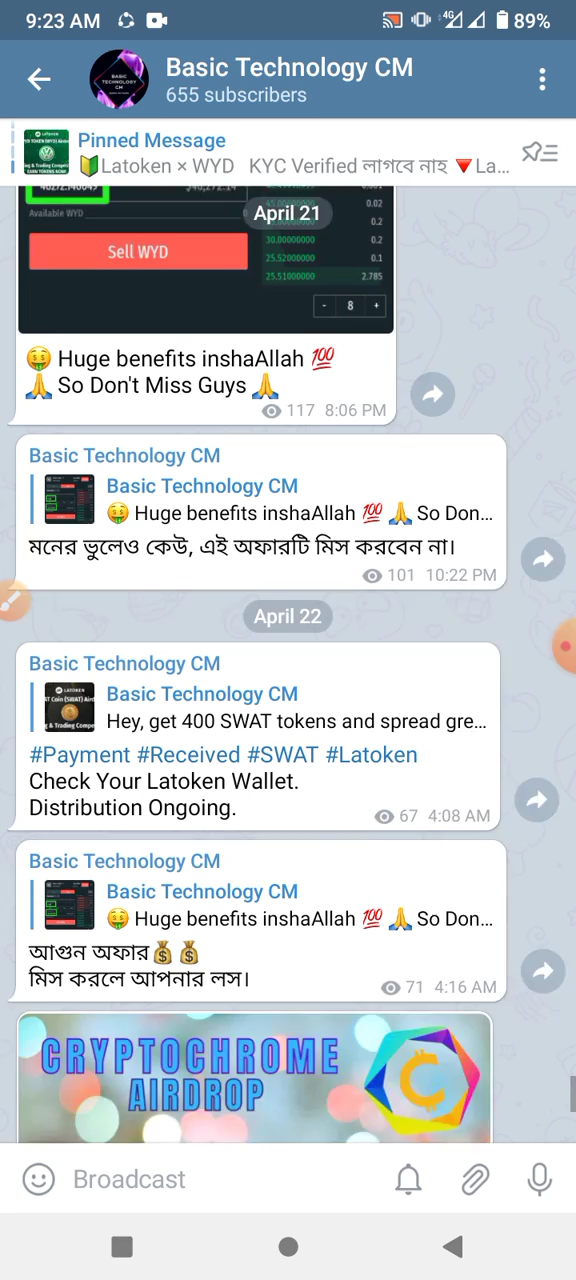 9:23 AM 4G 89%
BASIC TECHNOLOGY CM
Basic Technology CM
655 subscribers
Pinned Message
🔰Latoken × WYD KYC Verified লাগবে নাহ 🔻La...
Available WYD
April 21
0.02
0.2
30.00000000 0.2
25.52000000 0.1
25.51000000 2.785
Sell WYD
- 8 +
🤑 Huge benefits inshaAllah 💯
🙏 So Don't Miss Guys 🙏
117 8:06 PM
Basic Technology CM
Basic Technology CM
🤑 Huge benefits inshaAllah 💯 🙏 So Don...
মনের ভুলেও কেউ, এই অফারটি মিস করবেন না।
101 10:22 PM
April 22
Basic Technology CM
Basic Technology CM
Hey, get 400 SWAT tokens and spread gre...
#Payment #Received #SWAT #Latoken
Check Your Latoken Wallet.
Distribution Ongoing.
67 4:08 AM
Basic Technology CM
Basic Technology CM
🤑 Huge benefits inshaAllah 💯 🙏 So Don...
আগুন অফার💰💰
মিস করলে আপনার লস।
71 4:16 AM
CRYPTOCHROME
AIRDROP
Broadcast